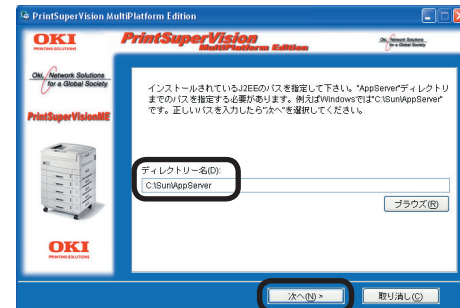 PrintSuperVision MultiPlatform Edition
OKI
PRINTING SOLUTIONS
PrintSuperVision
MultiPlatform Edition
Oki, Network Solutions
for a Global Society
Oki, Network Solutions
for a Global Society
PrintSuperVisionME
インストールされているJ2EEのパスを指定して下さい。"AppServer"ディレクトリ
までのパスを指定する必要があります。例えばWindowsでは"C:\Sun\AppServer"
です。正しいパスを入力したら"次へ"を選択してください。
ディレクトリー名(D):
C:\Sun\AppServer
ブラウズ(R)
OKI
PRINTING SOLUTIONS
次へ(N) >
取り消し(C)